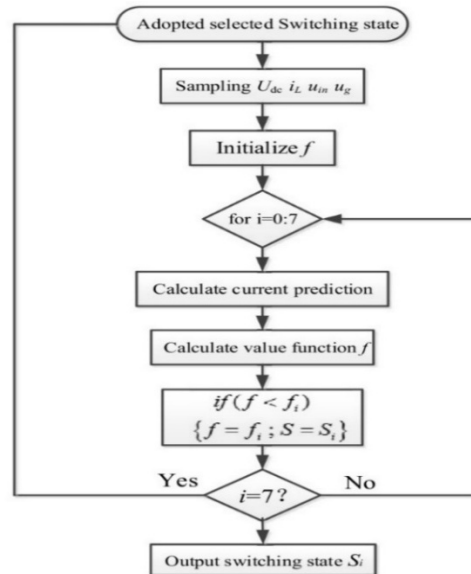 Adopted selected Switching state
Sampling U_dc i_L u_in u_g
Initialize f
for i=0:7
Calculate current prediction
Calculate value function f
if(f < f_i)
{f = f_i ; S = S_i}
Yes
i=7?
No
Output switching state S_i